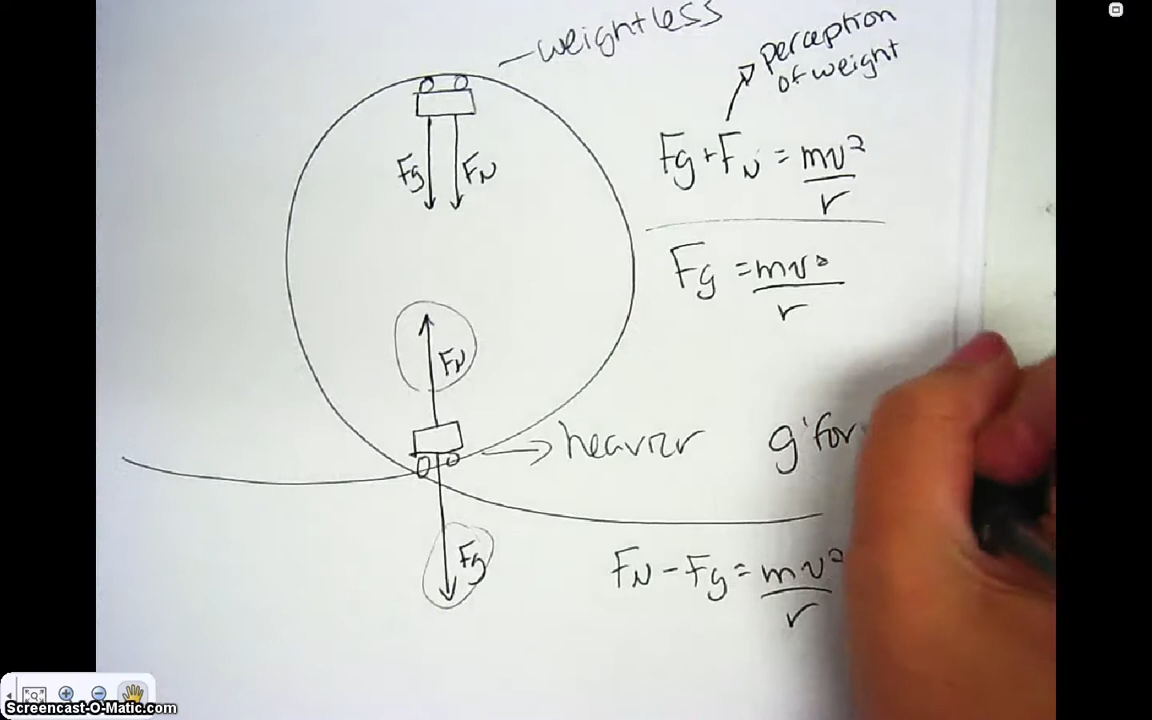 weightless
perception
of weight
Fg FN
Fg + FN = mv²
r
Fg = mv²
r
FN
heavier g'for
Fg
FN - Fg = mv²
r
Screencast-O-Matic.com